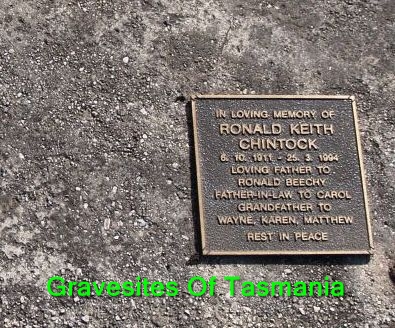 IN LOVING MEMORY OF
RONALD KEITH
CHINTOCK
6. 10. 1911 - 25. 3. 1994
LOVING FATHER TO
RONALD BEECHY
FATHER-IN-LAW TO CAROL
GRANDFATHER TO
WAYNE, KAREN, MATTHEW
REST IN PEACE
Gravesites Of Tasmania